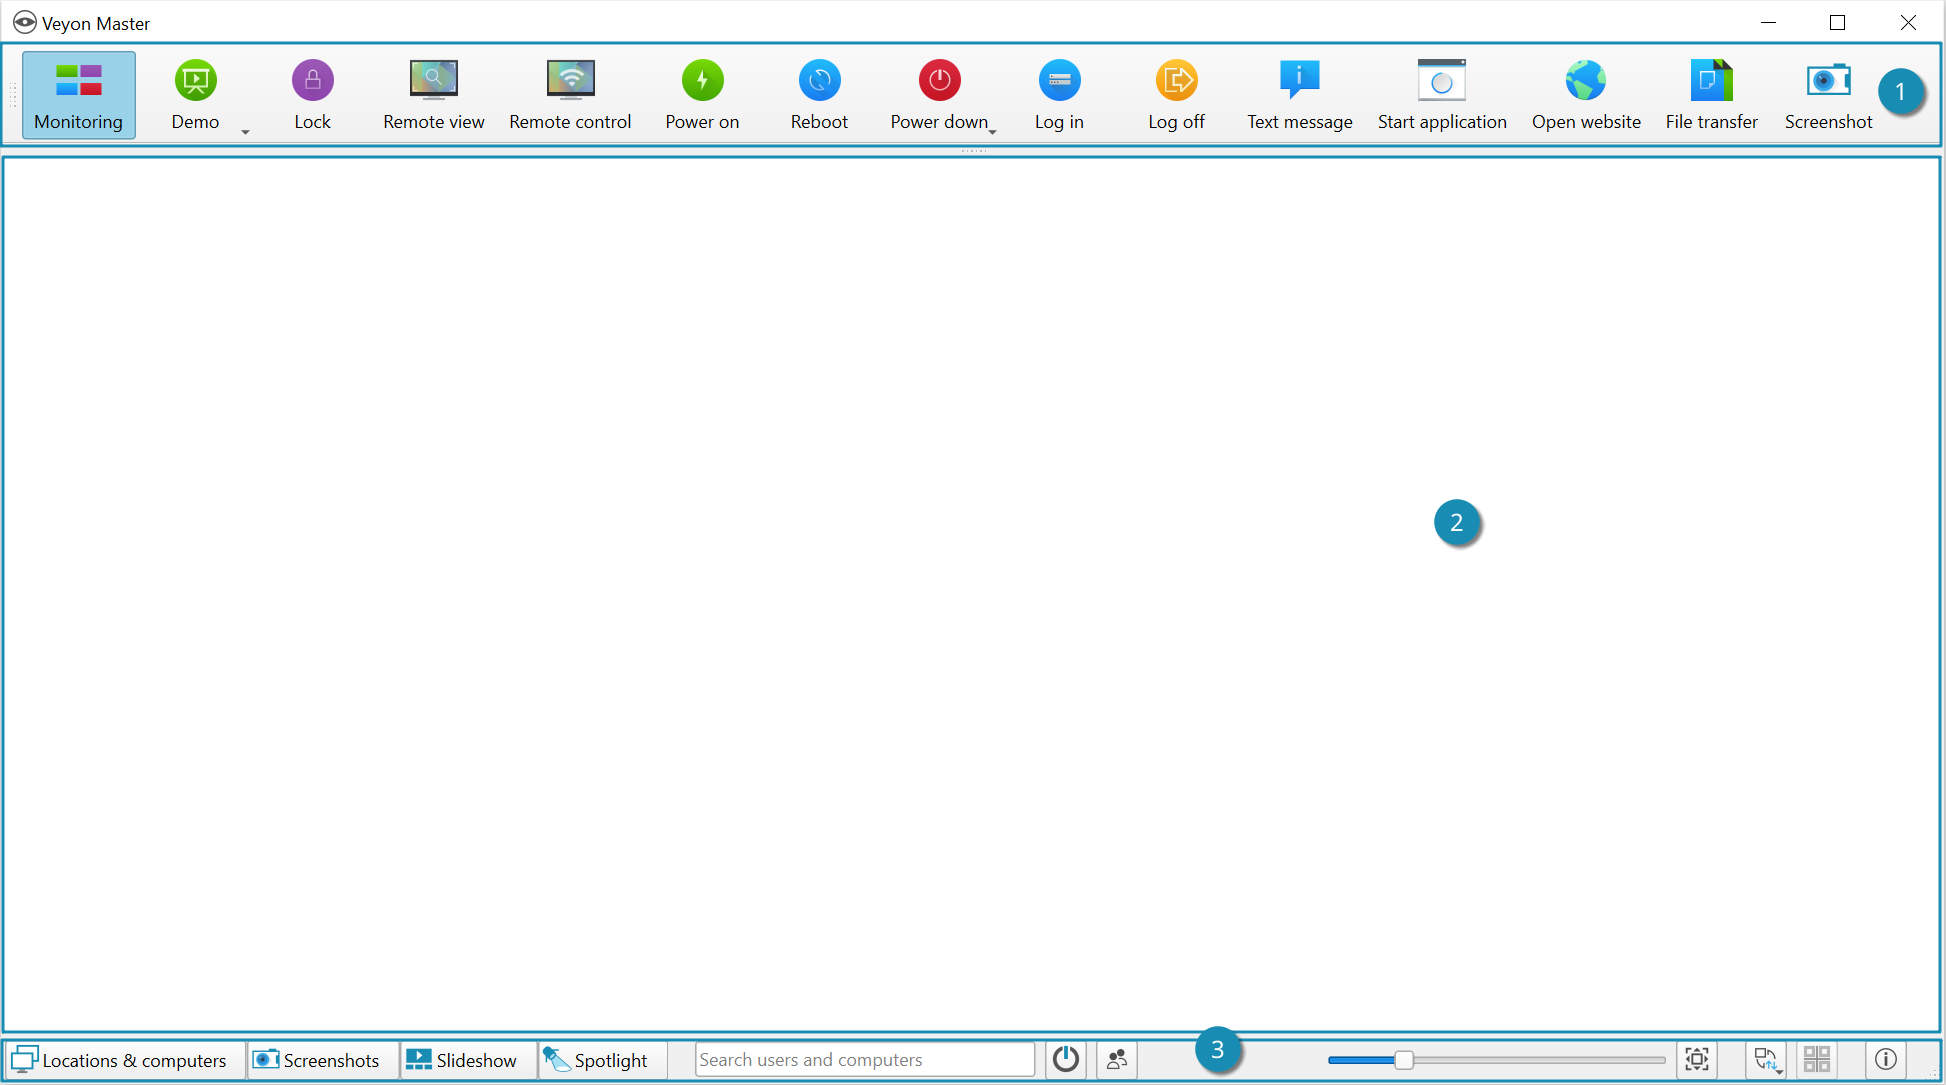 Veyon Master
Monitoring
Demo
Lock
Remote view
Remote control
Power on
Reboot
Power down
Log in
Log off
Text message
Start application
Open website
File transfer
Screenshot
1
2
3
Locations & computers
Screenshots
Slideshow
Spotlight
Search users and computers